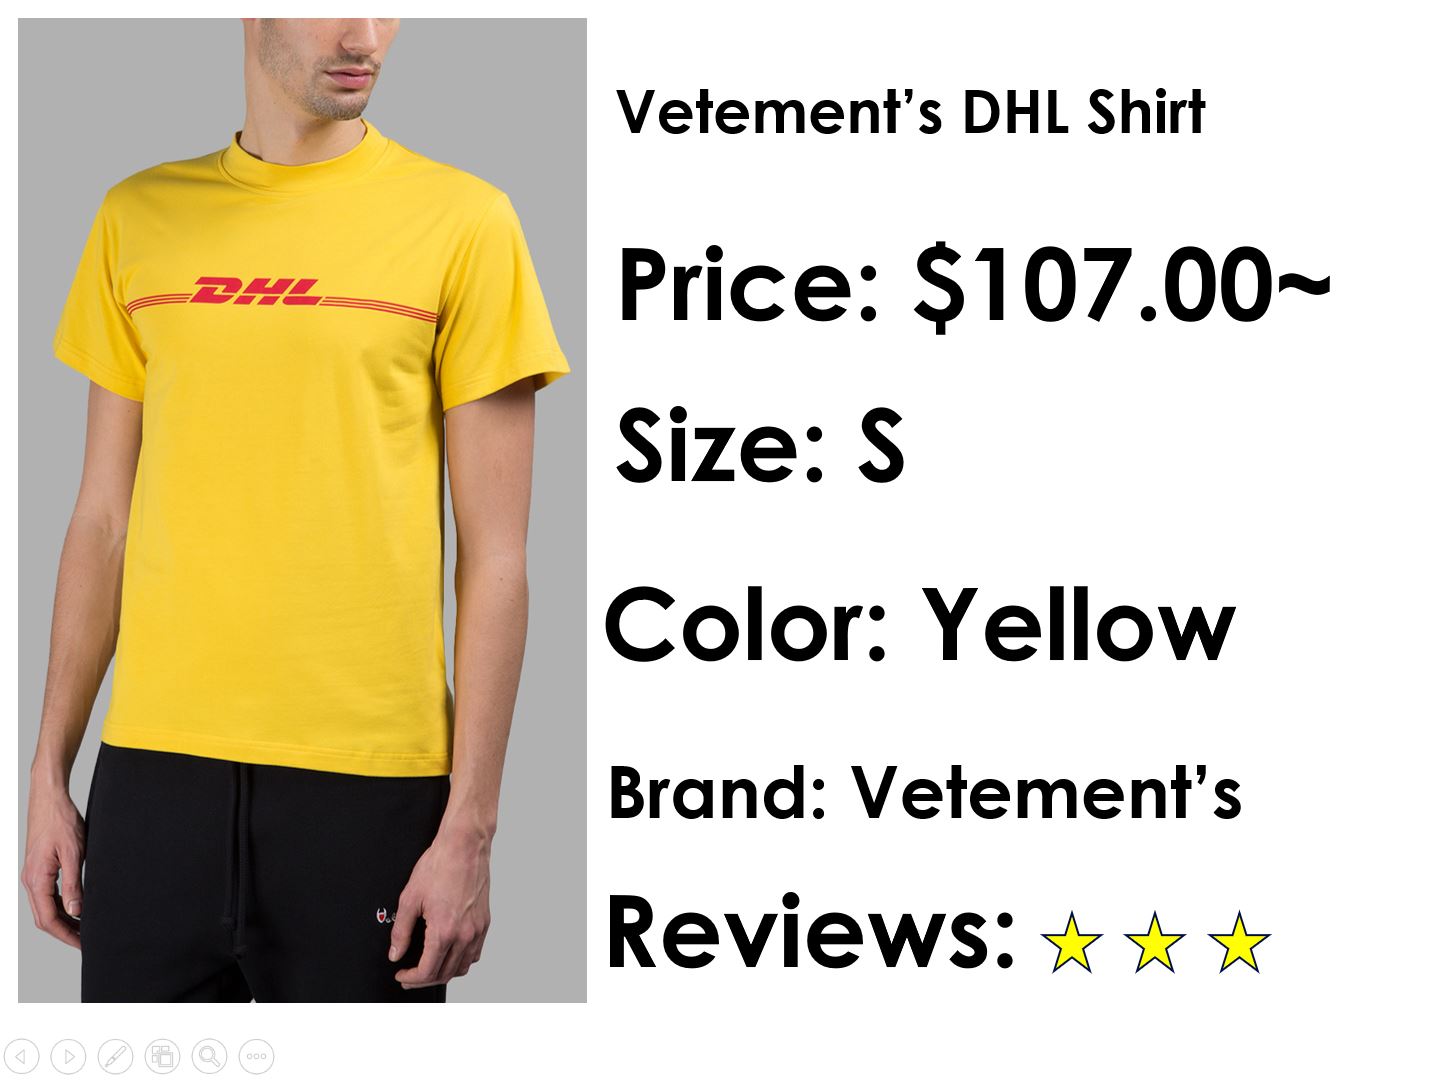 Vetement’s DHL Shirt
DHL
Price: $107.00~
Size: S
Color: Yellow
Brand: Vetement’s
Reviews: